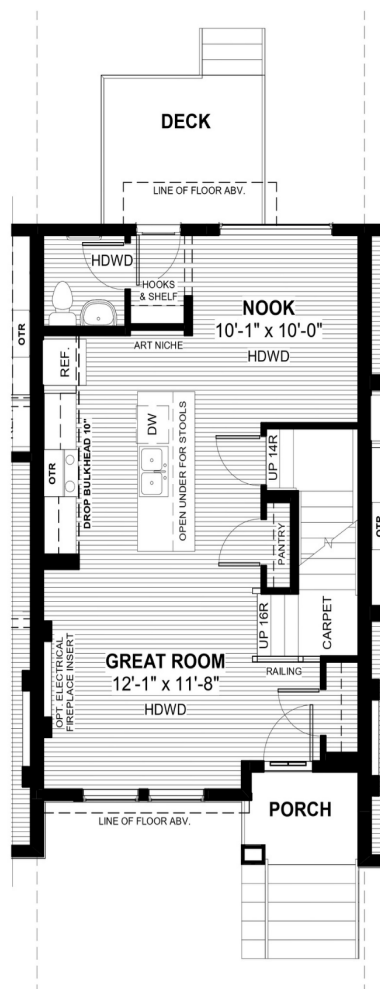 DECK
LINE OF FLOOR ABV.
HDWD
HOOKS
& SHELF
OTR
NOOK
10'-1" x 10'-0"
HDWD
ART NICHE
REF.
DW
OPEN UNDER FOR STOOLS
OTR
DROP BULKHEAD 10"
UP 14R
PANTRY
OTR
UP 16R
CARPET
RAILING
GREAT ROOM
12'-1" x 11'-8"
HDWD
OPT. ELECTRICAL
FIREPLACE INSERT
PORCH
LINE OF FLOOR ABV.